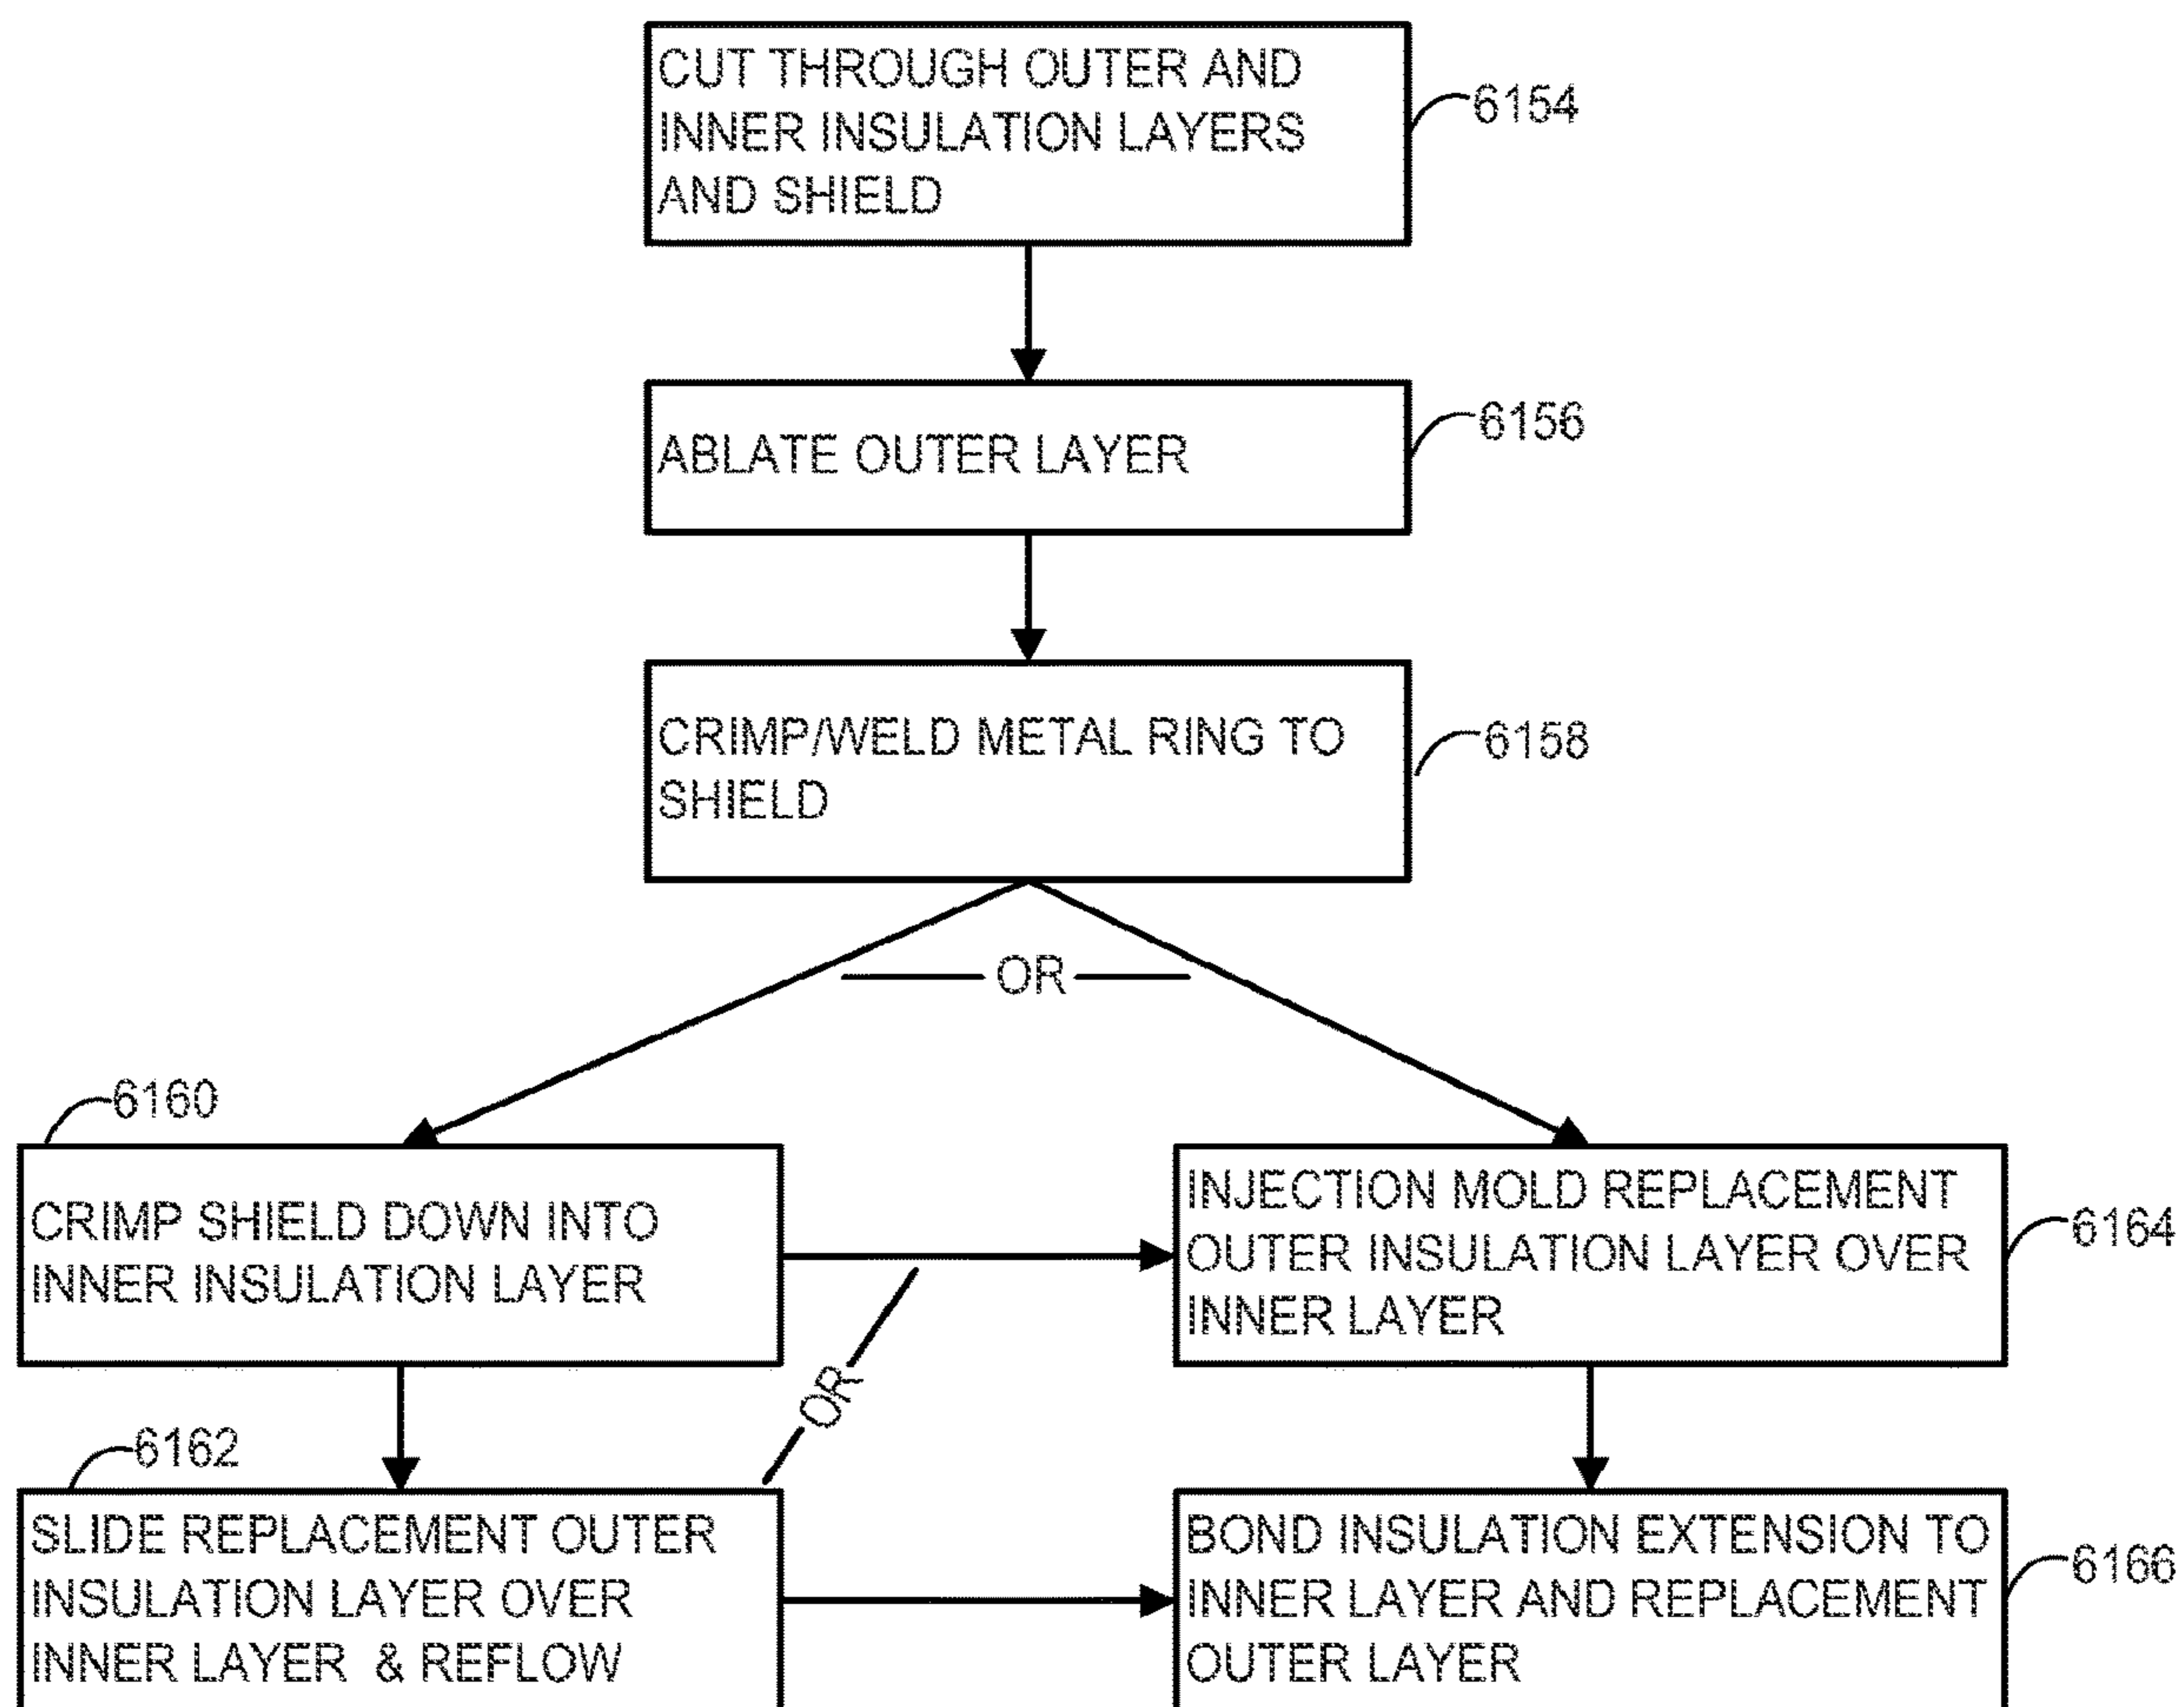 CUT THROUGH OUTER AND
INNER INSULATION LAYERS
AND SHIELD
6154
ABLATE OUTER LAYER
6156
CRIMP/WELD METAL RING TO
SHIELD
6158
OR
6160
CRIMP SHIELD DOWN INTO
INNER INSULATION LAYER
INJECTION MOLD REPLACEMENT
OUTER INSULATION LAYER OVER
INNER LAYER
6164
OR
6162
SLIDE REPLACEMENT OUTER
INSULATION LAYER OVER
INNER LAYER & REFLOW
BOND INSULATION EXTENSION TO
INNER LAYER AND REPLACEMENT
OUTER LAYER
6166